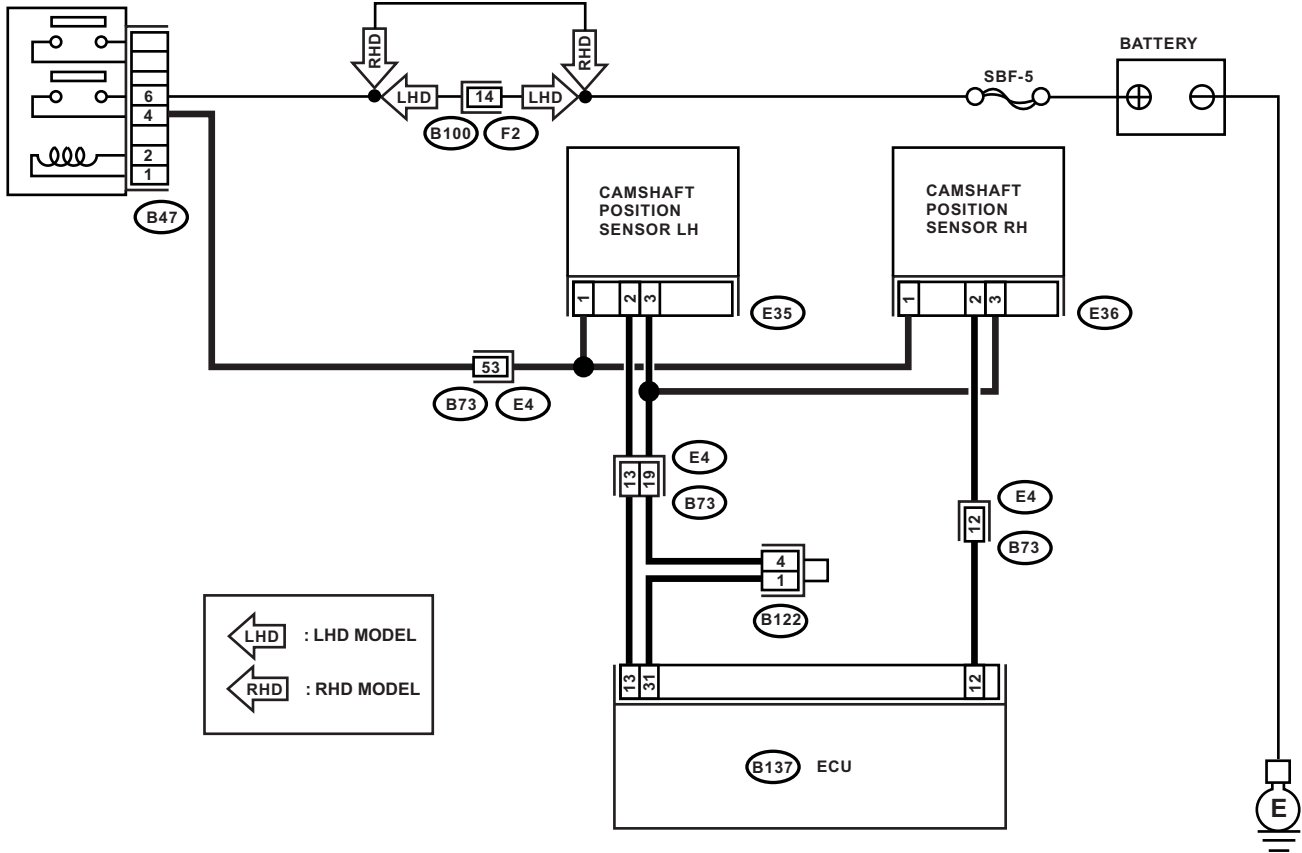 BATTERY
SBF-5
RHD
RHD
LHD
14
LHD
B100
F2
6
4
2
1
B47
CAMSHAFT
POSITION
SENSOR LH
CAMSHAFT
POSITION
SENSOR RH
1
2
3
E35
1
2
3
E36
53
B73
E4
13
19
E4
B73
12
E4
B73
4
1
B122
LHD : LHD MODEL
RHD : RHD MODEL
13
31
12
B137 ECU
E